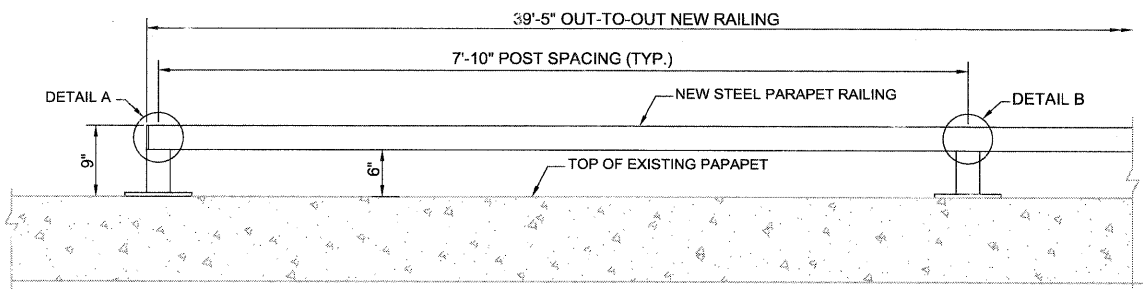 39'-5" OUT-TO-OUT NEW RAILING
7'-10" POST SPACING (TYP.)
DETAIL A
NEW STEEL PARAPET RAILING
DETAIL B
9"
6"
TOP OF EXISTING PAPAPET